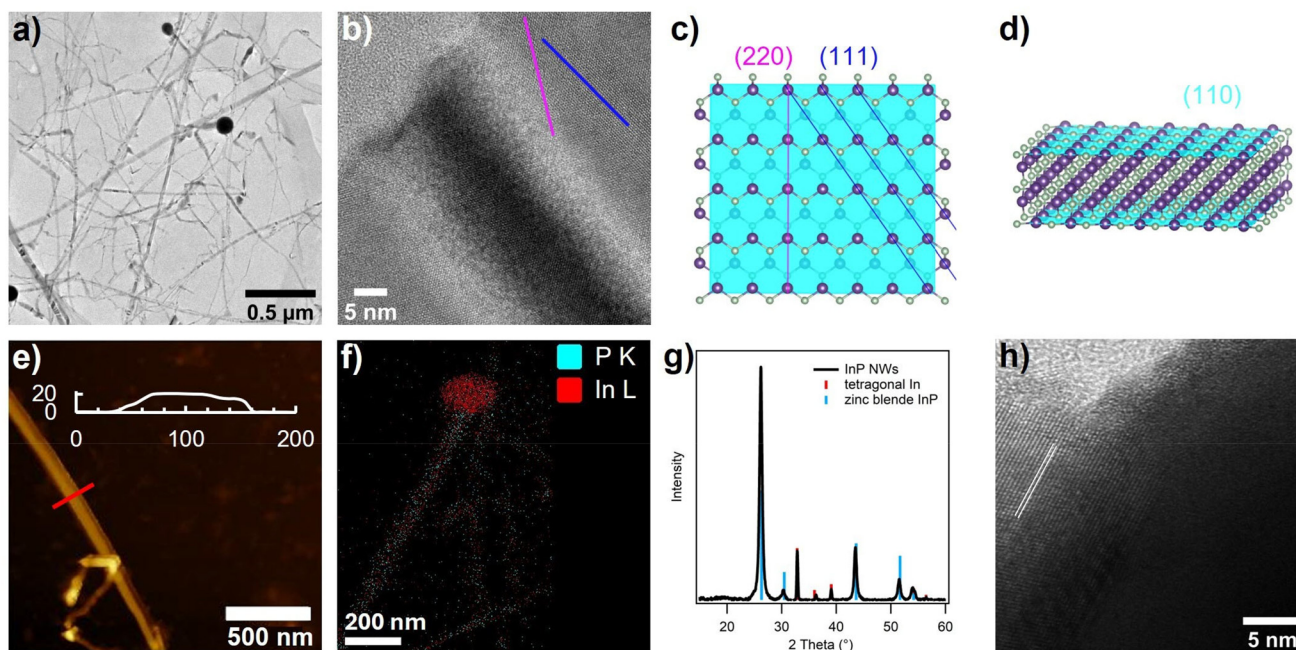 a)
0.5 µm
b)
5 nm
c)
(220) (111)
d)
(110)
e)
20
0
0 100 200
500 nm
f)
P K
In L
200 nm
g)
InP NWs
tetragonal In
zinc blende InP
Intensity
20 30 40 50 60
2 Theta (°)
h)
5 nm